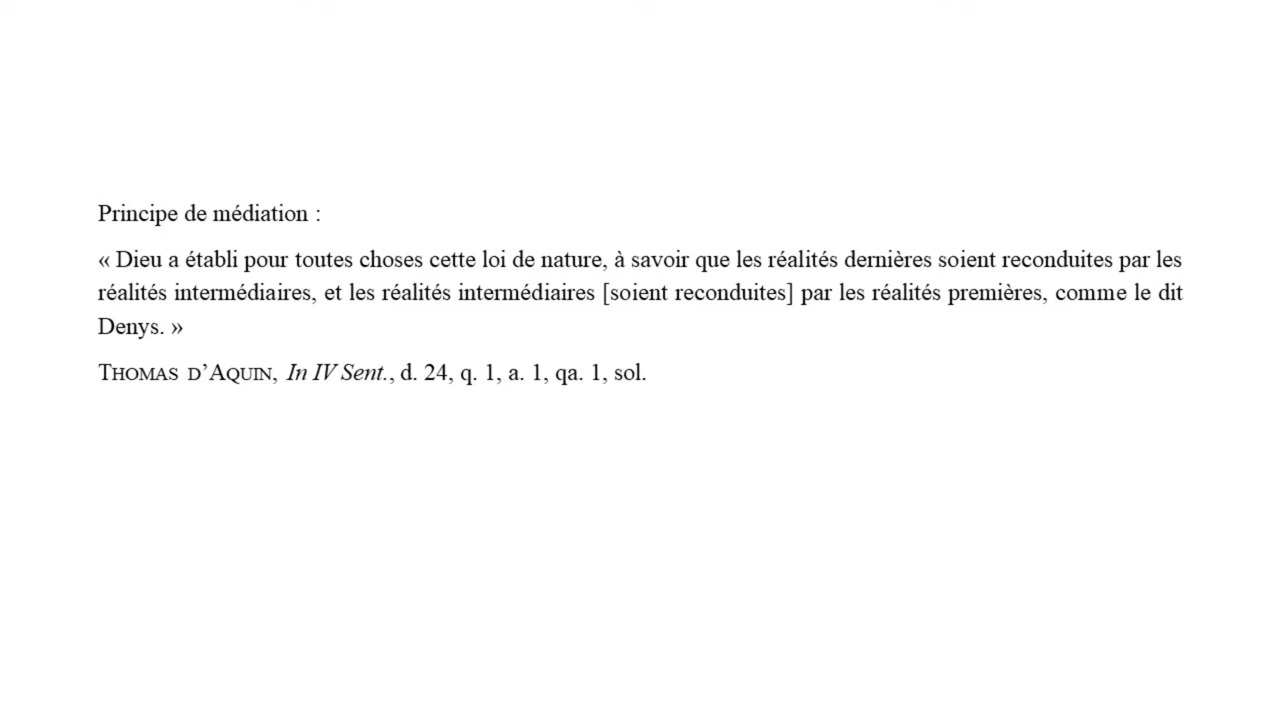 Principe de médiation :
« Dieu a établi pour toutes choses cette loi de nature, à savoir que les réalités dernières soient reconduites par les
réalités intermédiaires, et les réalités intermédiaires [soient reconduites] par les réalités premières, comme le dit
Denys. »
THOMAS D’AQUIN, In IV Sent., d. 24, q. 1, a. 1, qa. 1, sol.